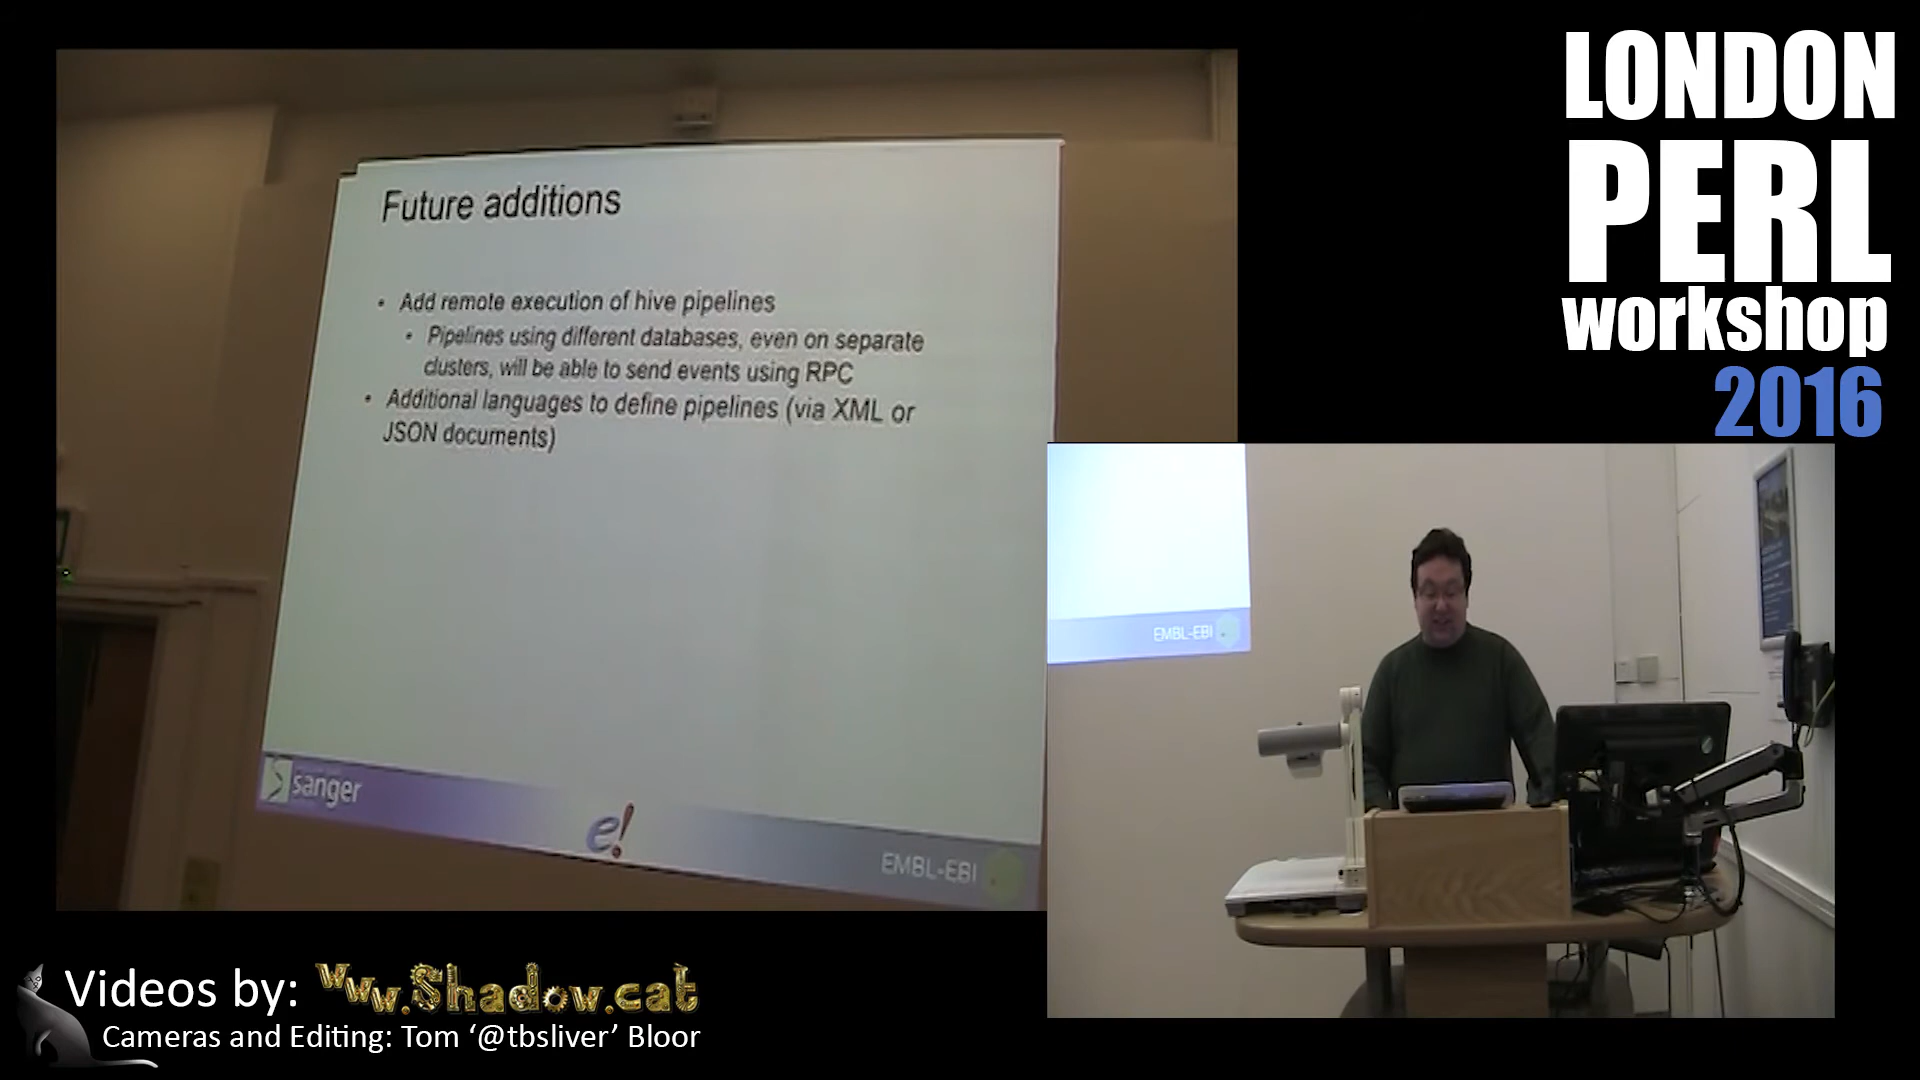 Future additions
• Add remote execution of hive pipelines
• Pipelines using different databases, even on separate
clusters, will be able to send events using RPC
• Additional languages to define pipelines (via XML or
JSON documents)
sanger
e!
EMBL-EBI
LONDON
PERL
workshop
2016
EMBL-EBI
Videos by: www.Shadow.cat
Cameras and Editing: Tom ‘@tbsliver’ Bloor